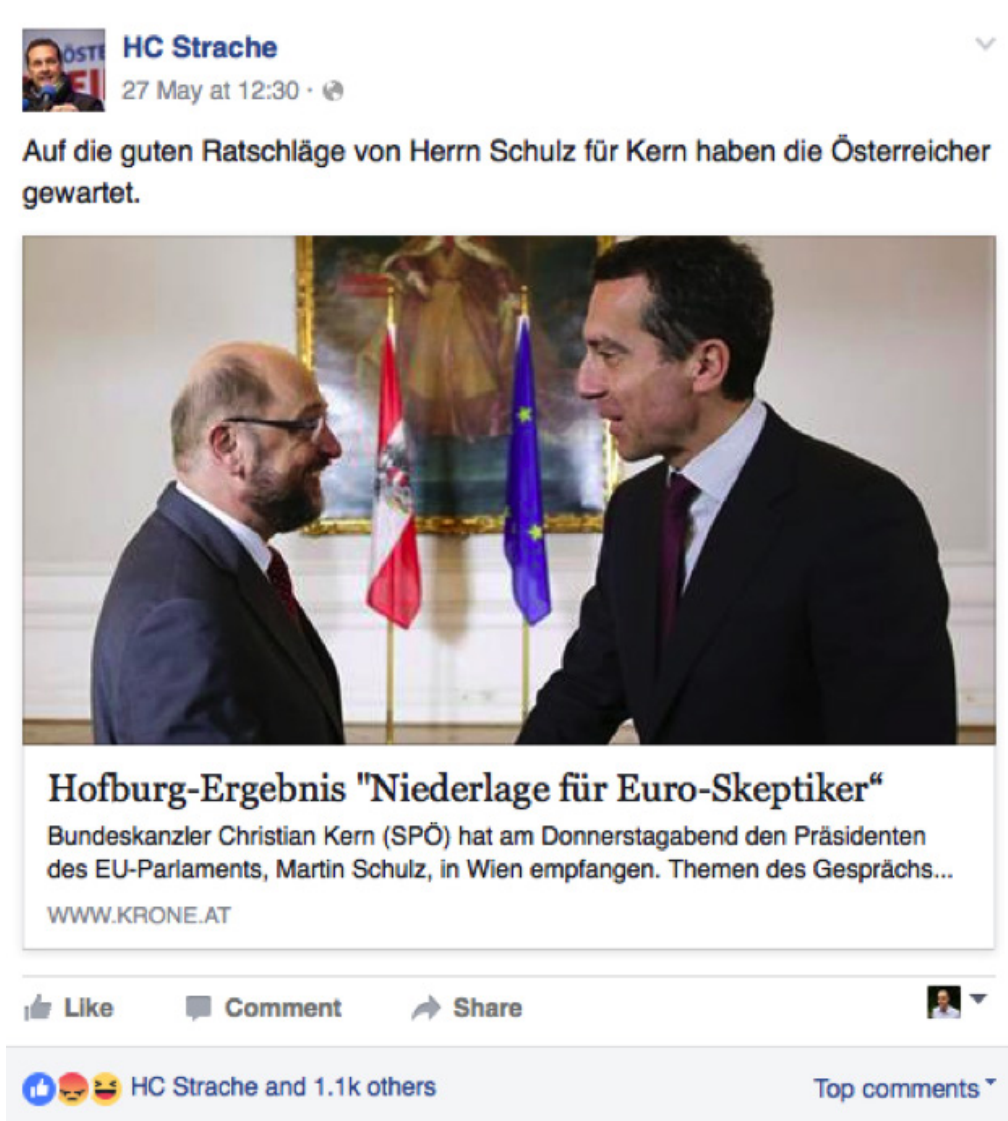 HC Strache
27 May at 12:30 ·
Auf die guten Ratschläge von Herrn Schulz für Kern haben die Österreicher
gewartet.
Hofburg-Ergebnis "Niederlage für Euro-Skeptiker“
Bundeskanzler Christian Kern (SPÖ) hat am Donnerstagabend den Präsidenten
des EU-Parlaments, Martin Schulz, in Wien empfangen. Themen des Gesprächs...
WWW.KRONE.AT
Like Comment Share
HC Strache and 1.1k others Top comments